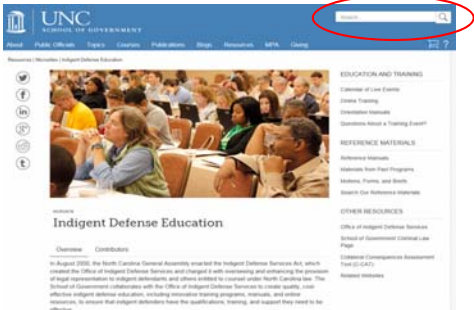 UNC
SCHOOL OF GOVERNMENT
Search...
About Public Officials Topics Courses Publications Blogs Resources MPA Giving
?
Resources | Microsites | Indigent Defense Education
EDUCATION AND TRAINING
Calendar of Live Events
Online Training
Orientation Manuals
Questions About a Training Event?
REFERENCE MATERIALS
Reference Manuals
Materials from Past Programs
Motions, Forms, and Briefs
Search Our Reference Materials
OTHER RESOURCES
Office of Indigent Defense Services
School of Government Criminal Law
Page
Collateral Consequences Assessment
Tool (C-CAT)
Related Websites
MICROSITE
Indigent Defense Education
Overview Contributors
In August 2000, the North Carolina General Assembly enacted the Indigent Defense Services Act, which
created the Office of Indigent Defense Services and charged it with overseeing and enhancing the provision
of legal representation to indigent defendants and others entitled to counsel under North Carolina law. The
School of Government collaborates with the Office of Indigent Defense Services to create quality, cost-
effective indigent defense education, including innovative training programs, manuals, and online
resources, to ensure that indigent defenders have the qualifications, training, and support they need to be
effective